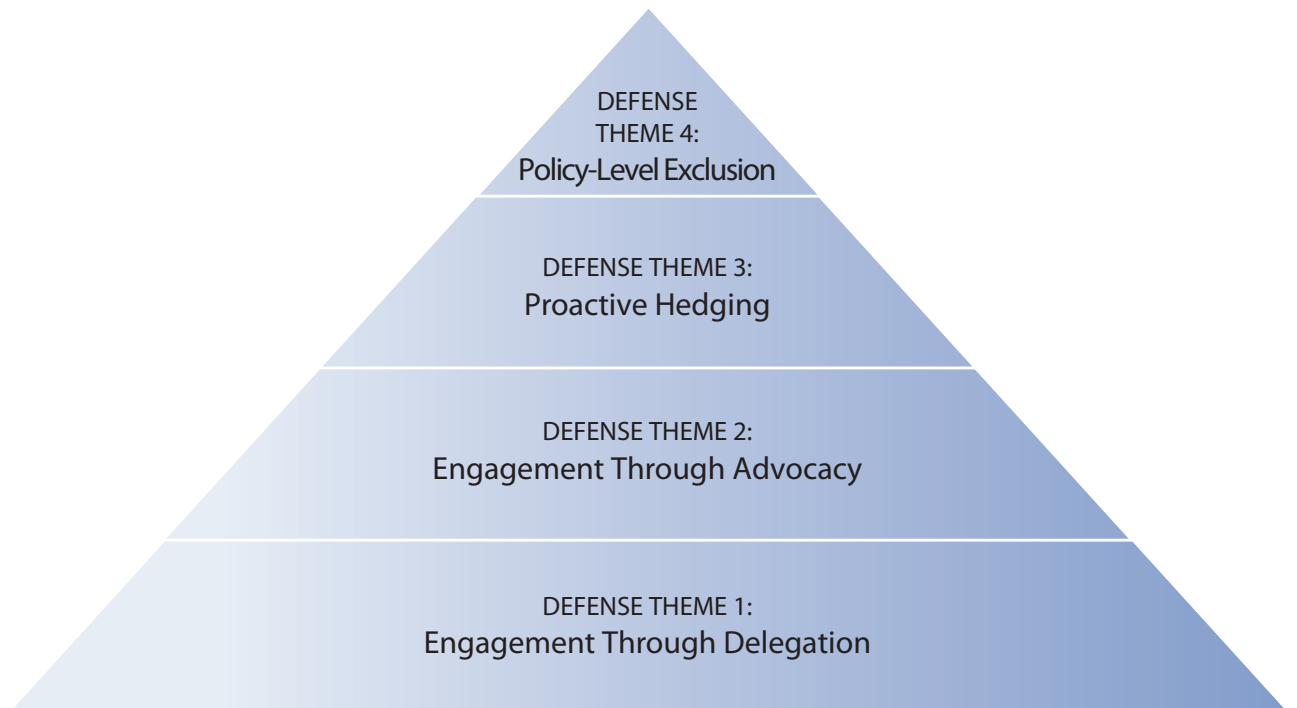 DEFENSE
THEME 4:
Policy-Level Exclusion
DEFENSE THEME 3:
Proactive Hedging
DEFENSE THEME 2:
Engagement Through Advocacy
DEFENSE THEME 1:
Engagement Through Delegation